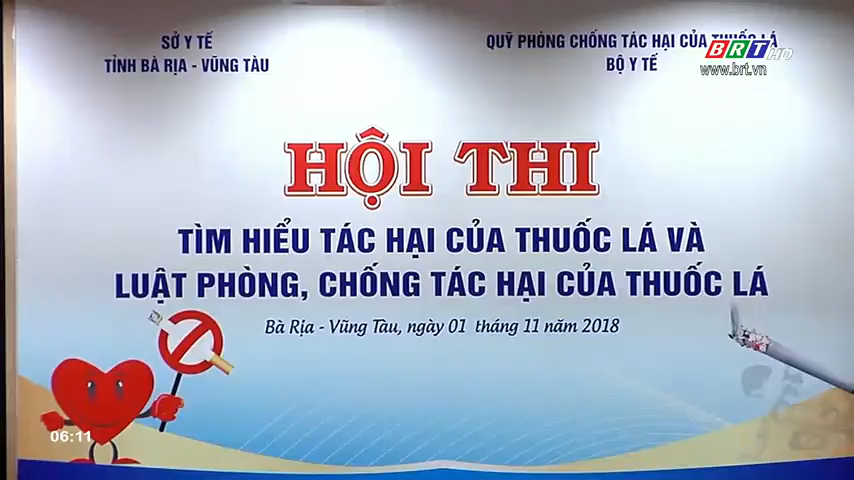 SỞ Y TẾ
TỈNH BÀ RỊA - VŨNG TÀU
QUỸ PHÒNG CHỐNG TÁC HẠI CỦA THUỐC LÁ
BỘ Y TẾ
BRT HD
www.brt.vn
HỘI THI
TÌM HIỂU TÁC HẠI CỦA THUỐC LÁ VÀ
LUẬT PHÒNG, CHỐNG TÁC HẠI CỦA THUỐC LÁ
Bà Rịa - Vũng Tàu, ngày 01 tháng 11 năm 2018
06:11